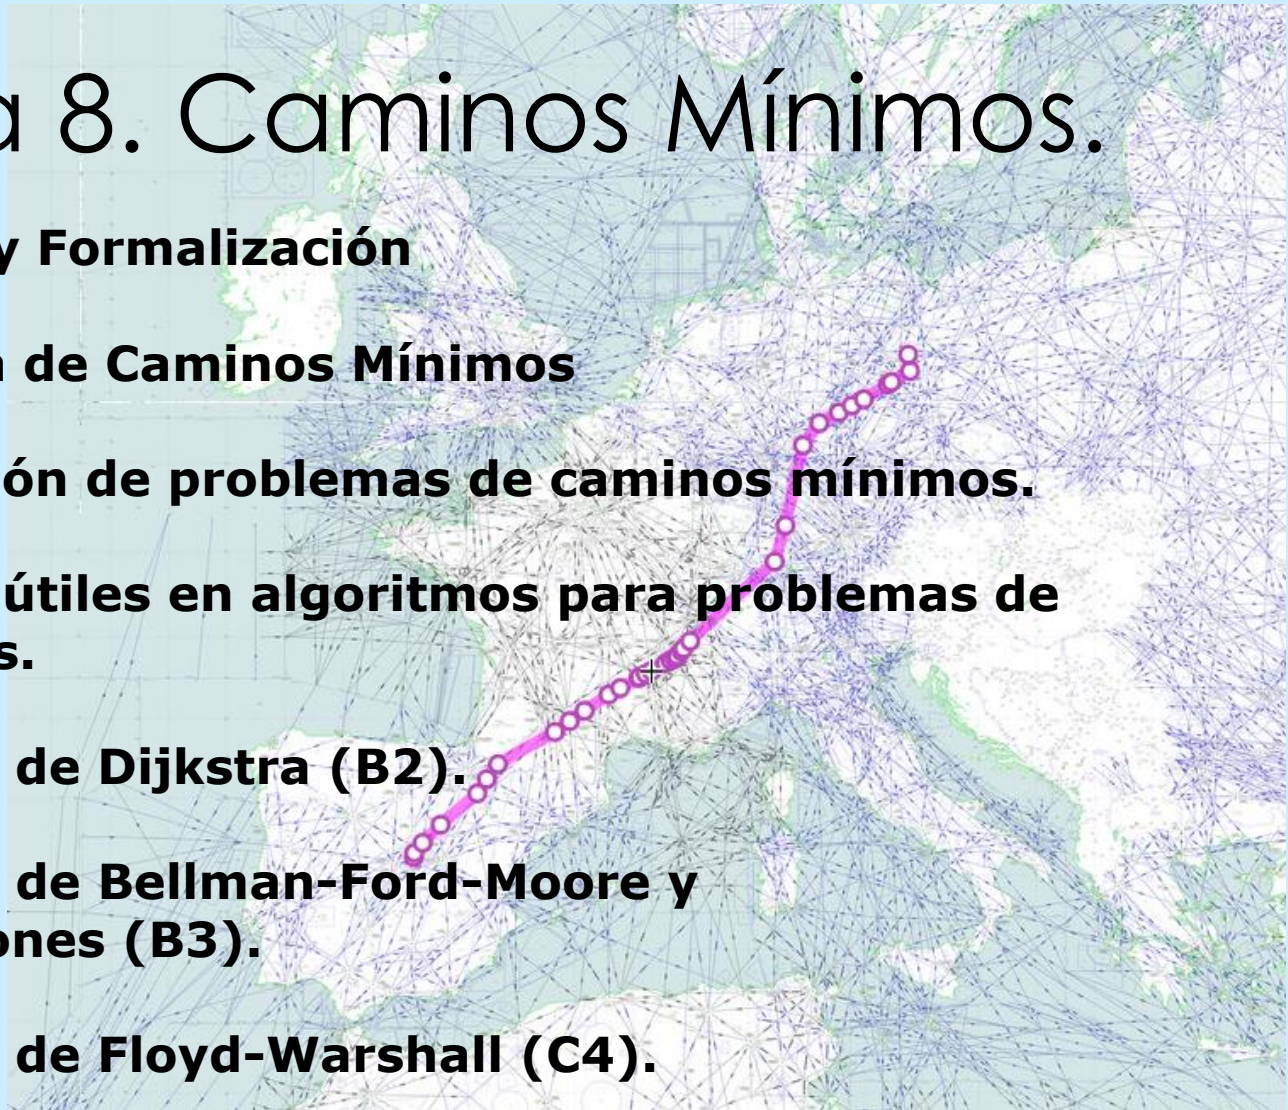 a 8. Caminos Mínimos.
y Formalización
de Caminos Mínimos
ón de problemas de caminos mínimos.
útiles en algoritmos para problemas de
s.
de Dijkstra (B2).
de Bellman-Ford-Moore y
ones (B3).
de Floyd-Warshall (C4).